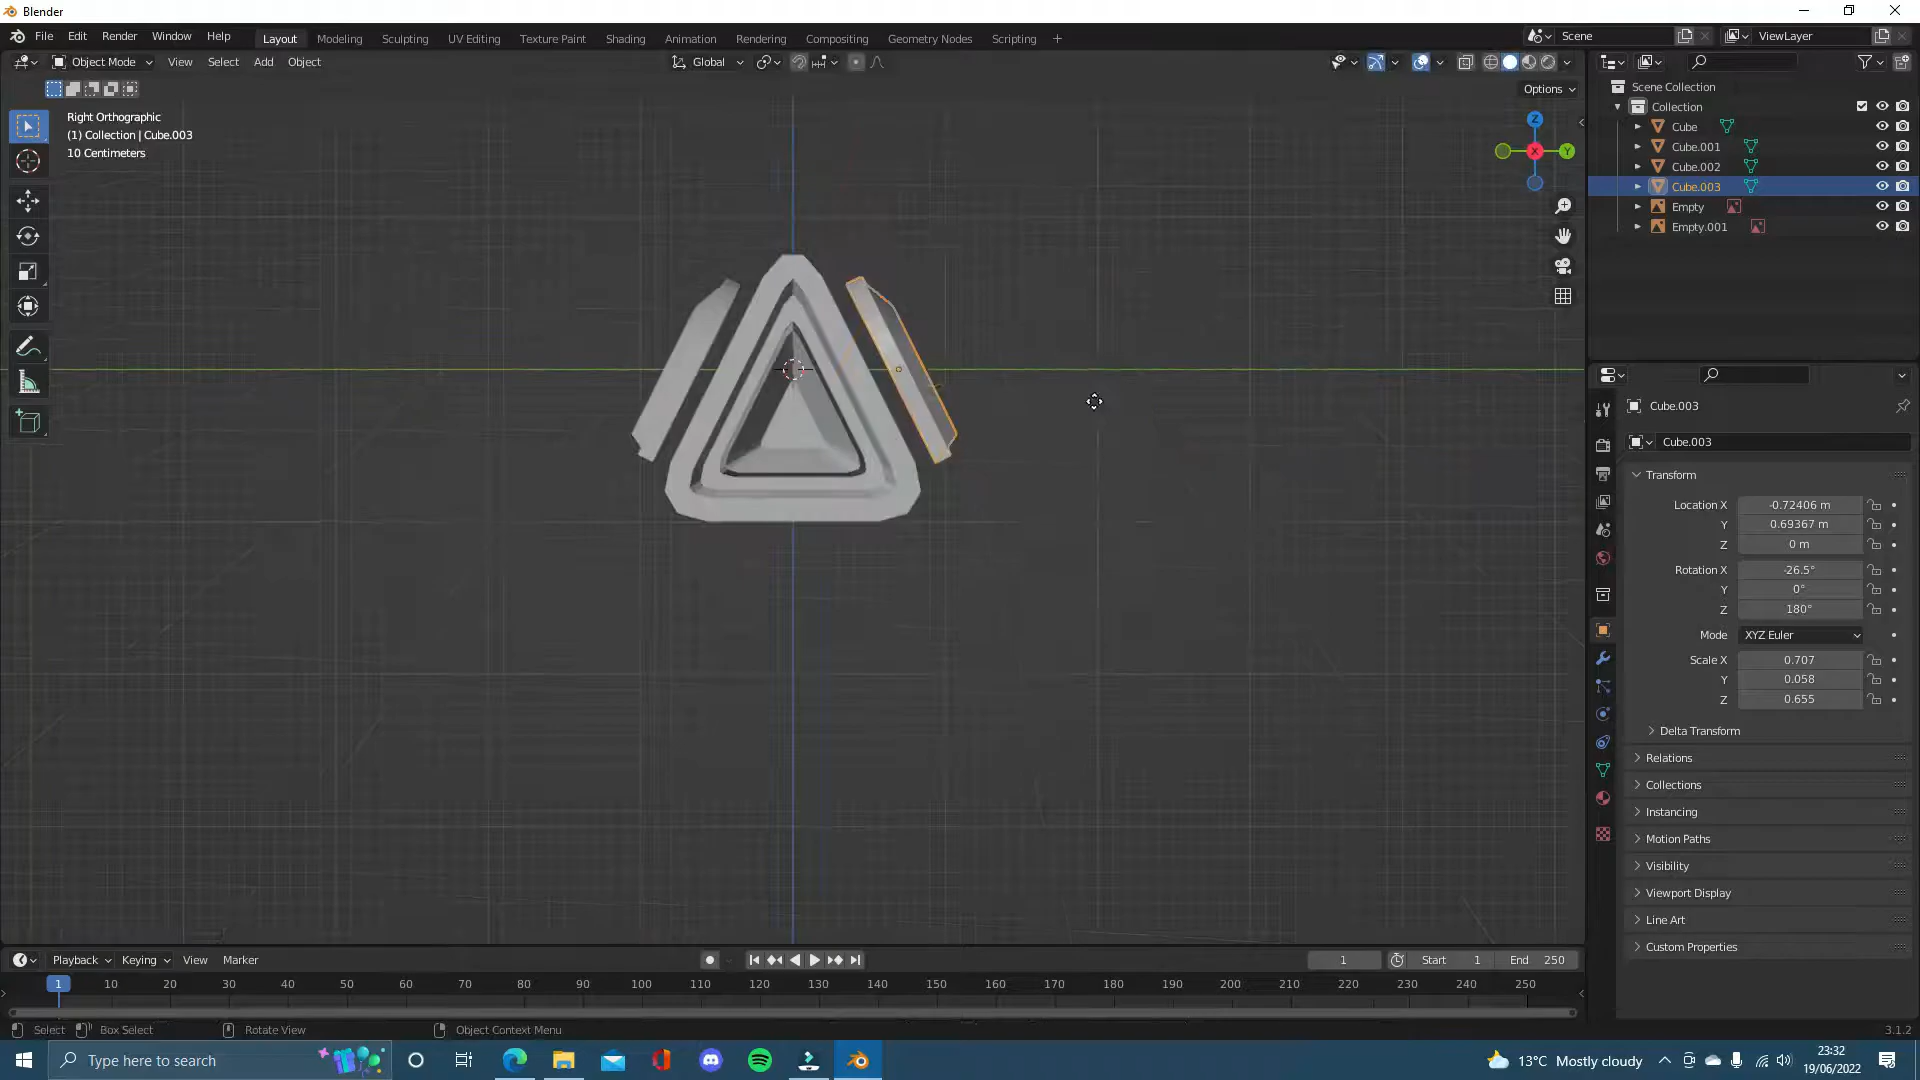 Blender
File Edit Render Window Help
Layout Modeling Sculpting UV Editing Texture Paint Shading Animation Rendering Compositing Geometry Nodes Scripting +
Scene
ViewLayer
Object Mode View Select Add Object
Global
Options
Right Orthographic
(1) Collection | Cube.003
10 Centimeters
Z
X
Y
Scene Collection
Collection
Cube
Cube.001
Cube.002
Cube.003
Empty
Empty.001
Cube.003
Cube.003
Transform
Location X -0.72406 m
Y 0.69367 m
Z 0 m
Rotation X -26.5°
Y 0°
Z 180°
Mode XYZ Euler
Scale X 0.707
Y 0.058
Z 0.655
Delta Transform
Relations
Collections
Instancing
Motion Paths
Visibility
Viewport Display
Line Art
Custom Properties
Playback Keying View Marker
1 Start 1 End 250
1 10 20 30 40 50 60 70 80 90 100 110 120 130 140 150 160 170 180 190 200 210 220 230 240 250
Select Box Select Rotate View Object Context Menu
3.1.2
Type here to search
13°C Mostly cloudy
23:32
19/06/2022